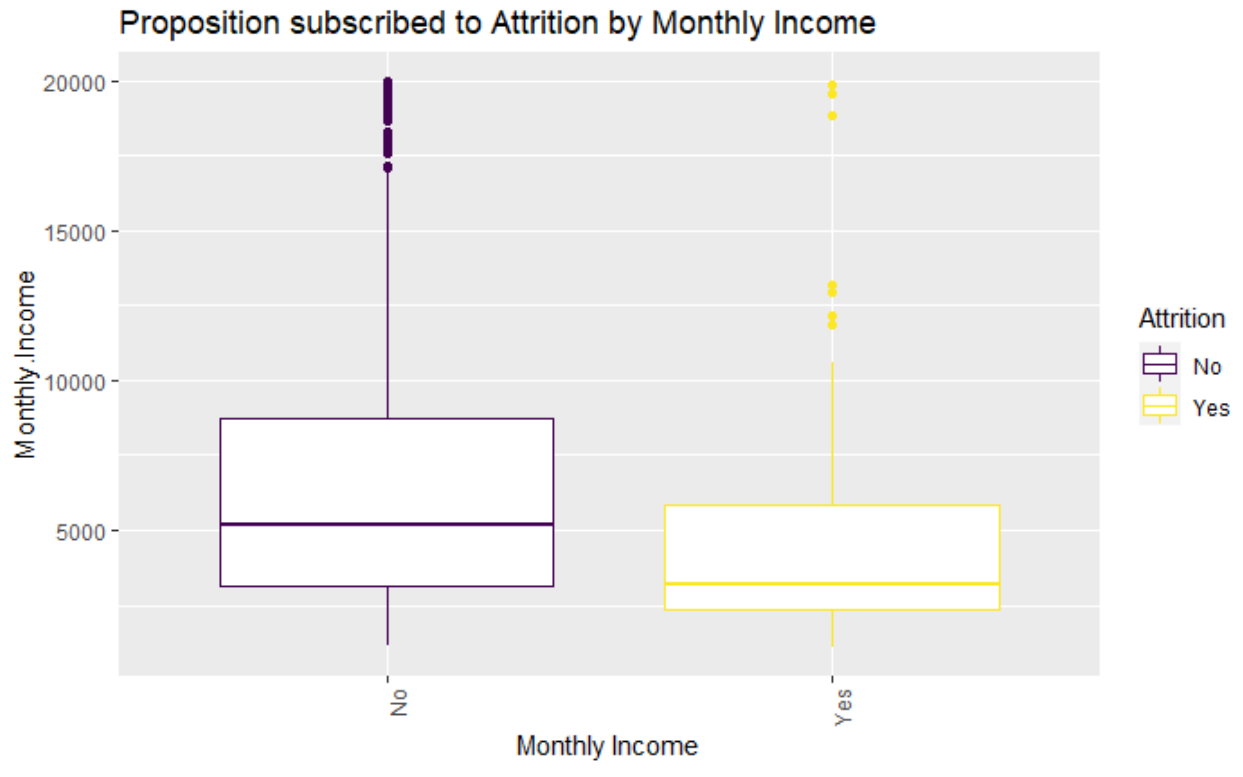 Proposition subscribed to Attrition by Monthly Income
Monthly.Income
20000
15000
10000
5000
No
Yes
Monthly Income
Attrition
No
Yes